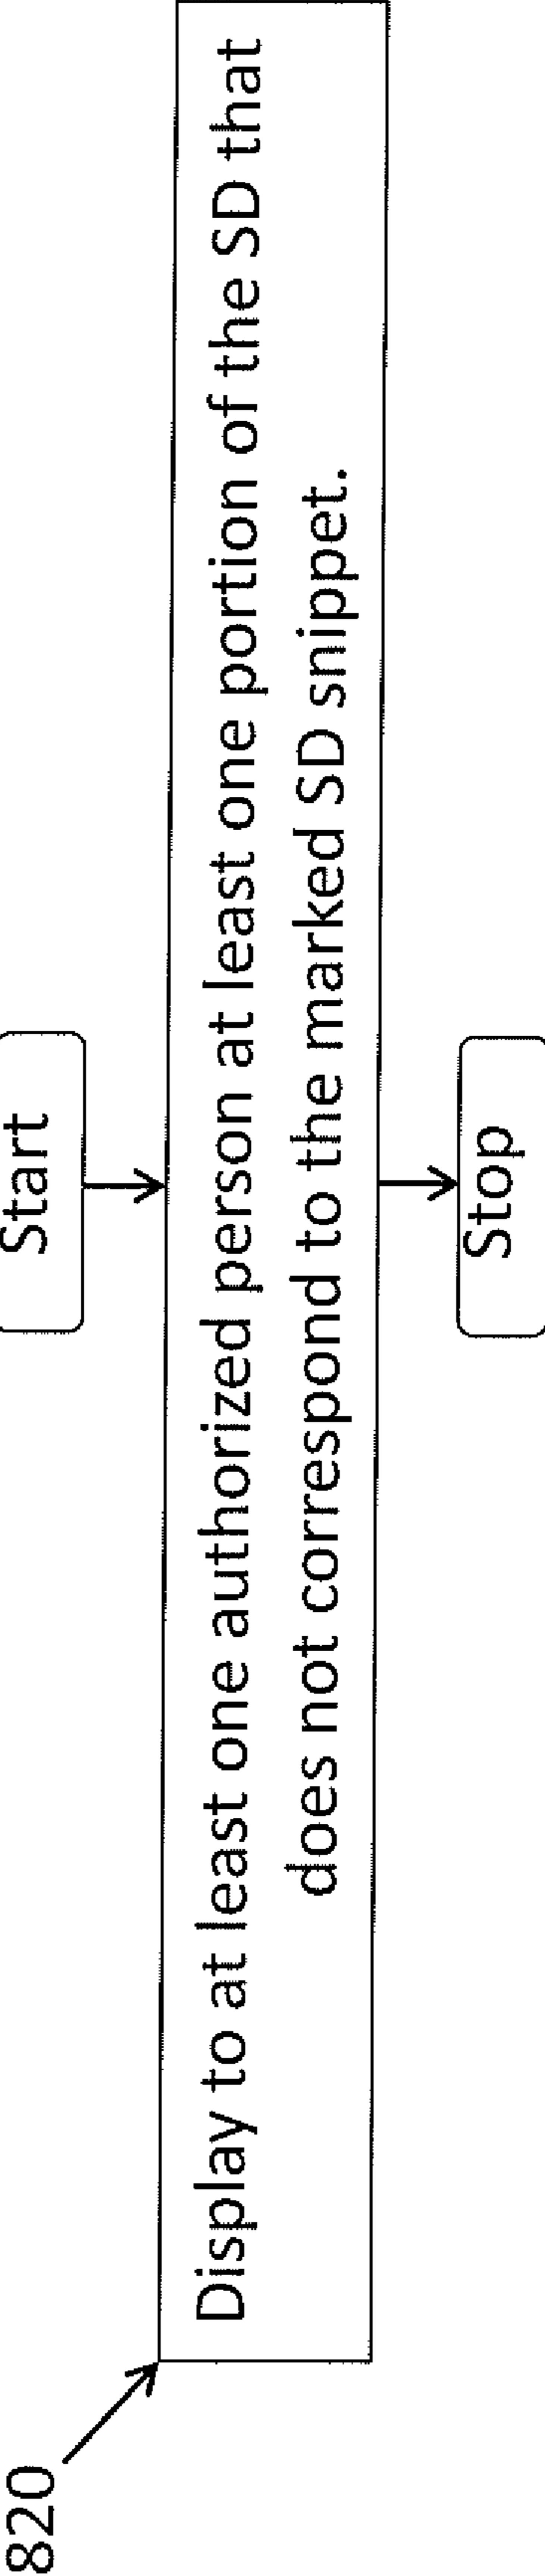 Start
820
Display to at least one authorized person at least one portion of the SD that
does not correspond to the marked SD snippet.
Stop